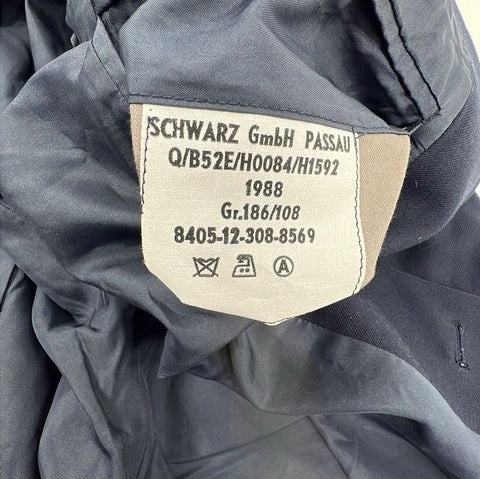 SCHWARZ GmbH PASSAU
Q/B52E/H0084/H1592
1988
Gr.186/108
8405-12-308-8569
A